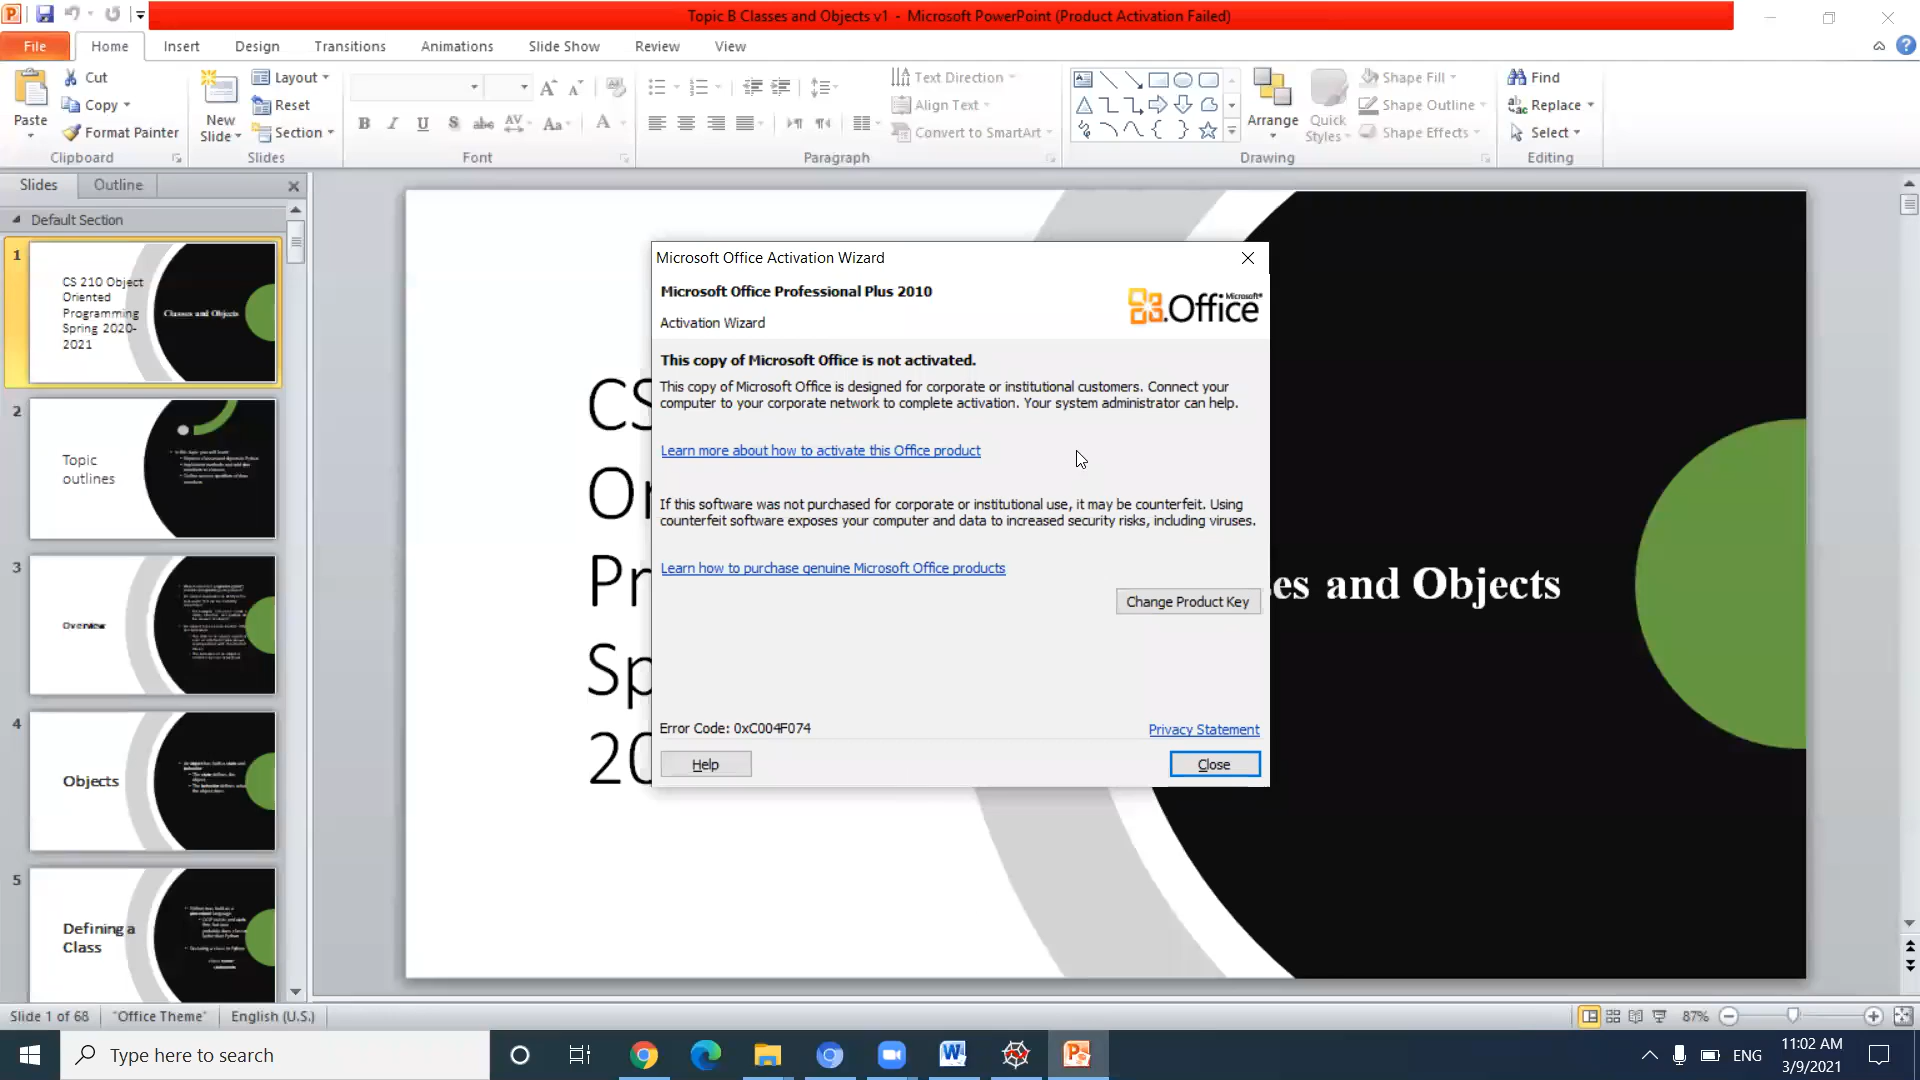 Topic B Classes and Objects v1 - Microsoft PowerPoint (Product Activation Failed)
File Home Insert Design Transitions Animations Slide Show Review View
Paste
Cut
Copy
Format Painter
Clipboard
New
Slide
Layout
Reset
Section
Slides
Font
Text Direction
Align Text
Convert to SmartArt
Paragraph
Arrange
Quick
Styles
Shape Fill
Shape Outline
Shape Effects
Drawing
Find
Replace
Select
Editing
Slides Outline
Default Section
1
CS 210 Object
Oriented
Programming
Spring 2020-
2021
Classes and Objects
2
Topic
outlines
3
Overview
4
Objects
5
Defining a
Class
CS
Or
Pr
Sp
20
es and Objects
Microsoft Office Activation Wizard
Microsoft Office Professional Plus 2010
Activation Wizard
Microsoft
Office
This copy of Microsoft Office is not activated.
This copy of Microsoft Office is designed for corporate or institutional customers. Connect your
computer to your corporate network to complete activation. Your system administrator can help.
Learn more about how to activate this Office product
If this software was not purchased for corporate or institutional use, it may be counterfeit. Using
counterfeit software exposes your computer and data to increased security risks, including viruses.
Learn how to purchase genuine Microsoft Office products
Change Product Key
Error Code: 0xC004F074
Privacy Statement
Help
Close
Slide 1 of 68 "Office Theme" English (U.S.)
87%
Type here to search
ENG
11:02 AM
3/9/2021